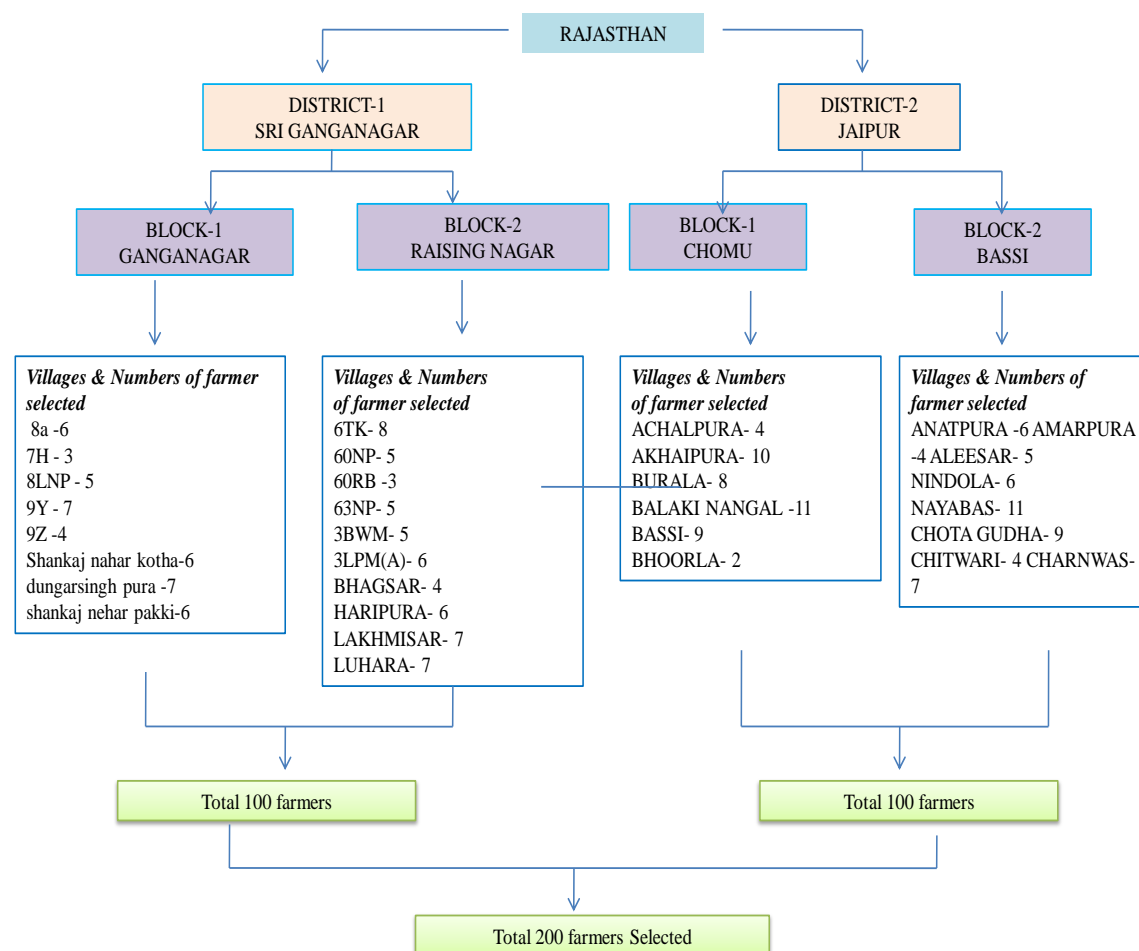 RAJASTHAN
DISTRICT-1
SRI GANGANAGAR
DISTRICT-2
JAIPUR
BLOCK-1
GANGANAGAR
BLOCK-2
RAISING NAGAR
BLOCK-1
CHOMU
BLOCK-2
BASSI
Villages & Numbers of farmer
selected
8a -6
7H - 3
8LNP - 5
9Y - 7
9Z -4
Shankaj nahar kotha-6
dungarsingh pura -7
shankaj nehar pakki-6
Villages & Numbers
of farmer selected
6TK- 8
60NP- 5
60RB -3
63NP- 5
3BWM- 5
3LPM(A)- 6
BHAGSAR- 4
HARIPURA- 6
LAKHMISAR- 7
LUHARA- 7
Villages & Numbers
of farmer selected
ACHALPURA- 4
AKHAIPURA- 10
BURALA- 8
BALAKI NANGAL -11
BASSI- 9
BHOORLA- 2
Villages & Numbers of
farmer selected
ANATPURA -6 AMARPURA
-4 ALEESAR- 5
NINDOLA- 6
NAYABAS- 11
CHOTA GUDHA- 9
CHITWARI- 4 CHARNWAS-
7
Total 100 farmers
Total 100 farmers
Total 200 farmers Selected